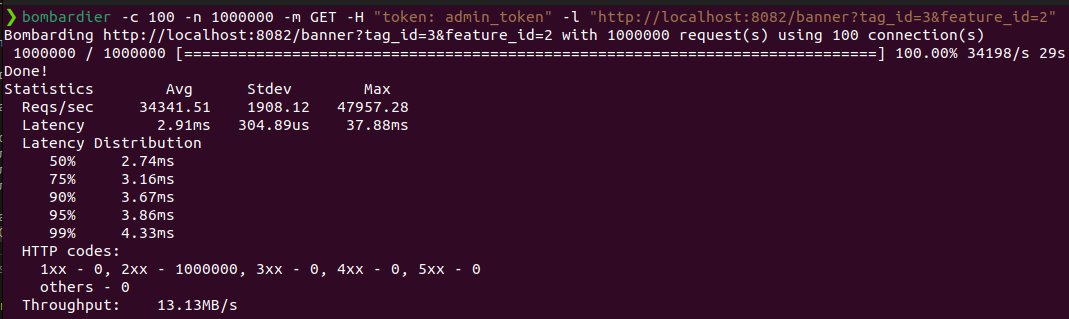 ❯ bombardier -c 100 -n 1000000 -m GET -H "token: admin_token" -l "http://localhost:8082/banner?tag_id=3&feature_id=2"
Bombarding http://localhost:8082/banner?tag_id=3&feature_id=2 with 1000000 request(s) using 100 connection(s)
 1000000 / 1000000 [===========================================================================] 100.00% 34198/s 29s
Done!
Statistics        Avg      Stdev        Max
  Reqs/sec     34341.51    1908.12   47957.28
  Latency        2.91ms   304.89us    37.88ms
  Latency Distribution
     50%     2.74ms
     75%     3.16ms
     90%     3.67ms
     95%     3.86ms
     99%     4.33ms
  HTTP codes:
    1xx - 0, 2xx - 1000000, 3xx - 0, 4xx - 0, 5xx - 0
    others - 0
  Throughput:    13.13MB/s